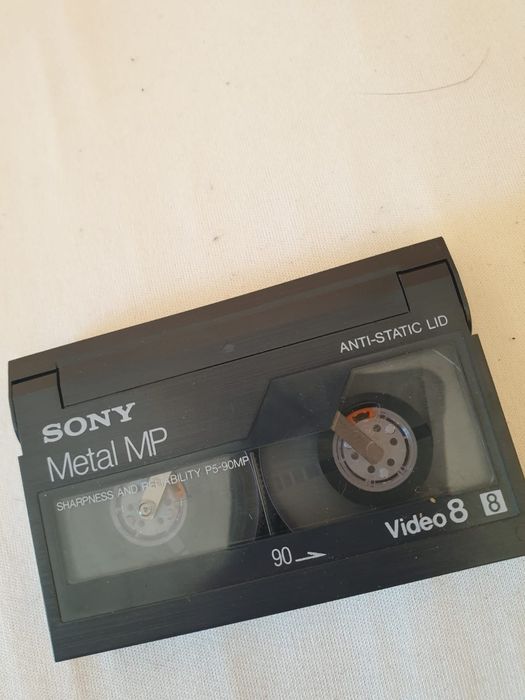 ANTI-STATIC LID
SONY
Metal MP
SHARPNESS AND RELIABILITY P5-90MP
Video 8 8
90